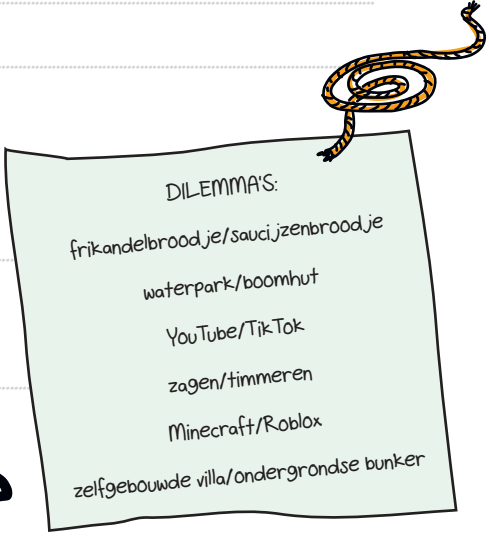 DILEMMA'S:
frikandelbroodje/saucijzenbroodje
waterpark/boomhut
YouTube/TikTok
zagen/timmeren
Minecraft/Roblox
zelfgebouwde villa/ondergrondse bunker